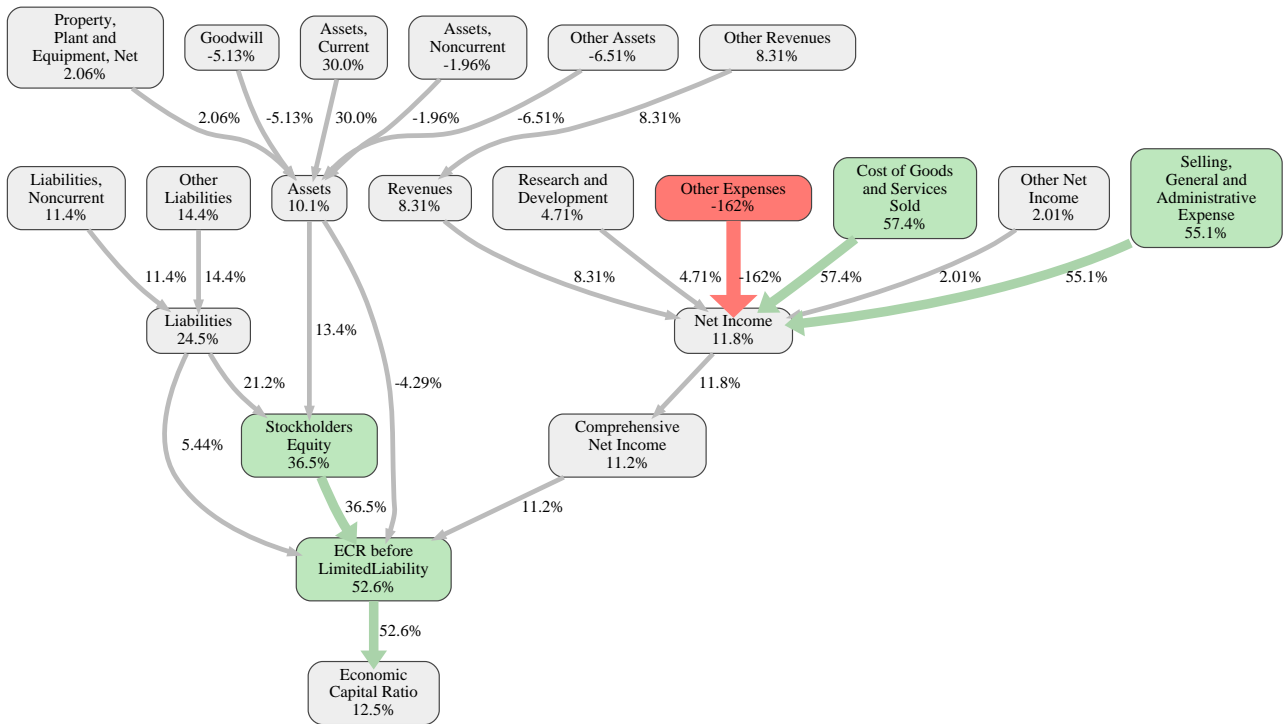 Property,
Plant and
Equipment, Net
2.06%
Goodwill
-5.13%
Assets,
Current
30.0%
Assets,
Noncurrent
-1.96%
Other Assets
-6.51%
Other Revenues
8.31%
2.06%
-5.13%
30.0%
-1.96%
-6.51%
8.31%
Liabilities,
Noncurrent
11.4%
Other
Liabilities
14.4%
Assets
10.1%
Revenues
8.31%
Research and
Development
4.71%
Other Expenses
-162%
Cost of Goods
and Services
Sold
57.4%
Other Net
Income
2.01%
Selling,
General and
Administrative
Expense
55.1%
11.4%
14.4%
8.31%
4.71%
-162%
57.4%
2.01%
55.1%
Liabilities
24.5%
13.4%
Net Income
11.8%
21.2%
-4.29%
11.8%
5.44%
Stockholders
Equity
36.5%
Comprehensive
Net Income
11.2%
36.5%
11.2%
ECR before
LimitedLiability
52.6%
52.6%
Economic
Capital Ratio
12.5%